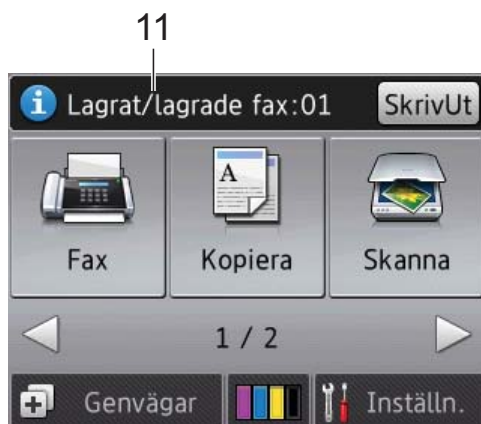 11
Lagrat/lagrade fax:01 SkrivUt
A
Fax Kopiera Skanna
1 / 2
Genvägar Inställn.